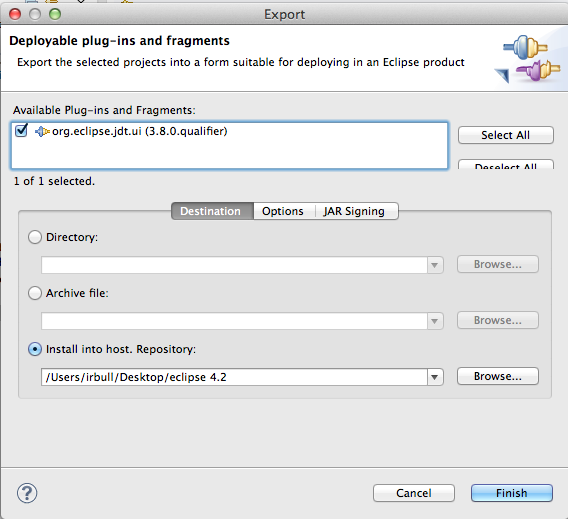 Export
Deployable plug-ins and fragments
Export the selected projects into a form suitable for deploying in an Eclipse product
Available Plug-ins and Fragments:
org.eclipse.jdt.ui (3.8.0.qualifier)
Select All
Deselect All
1 of 1 selected.
Destination Options JAR Signing
Directory:
Browse...
Archive file:
Browse...
Install into host. Repository:
/Users/irbull/Desktop/eclipse 4.2
Browse...
?
Cancel Finish